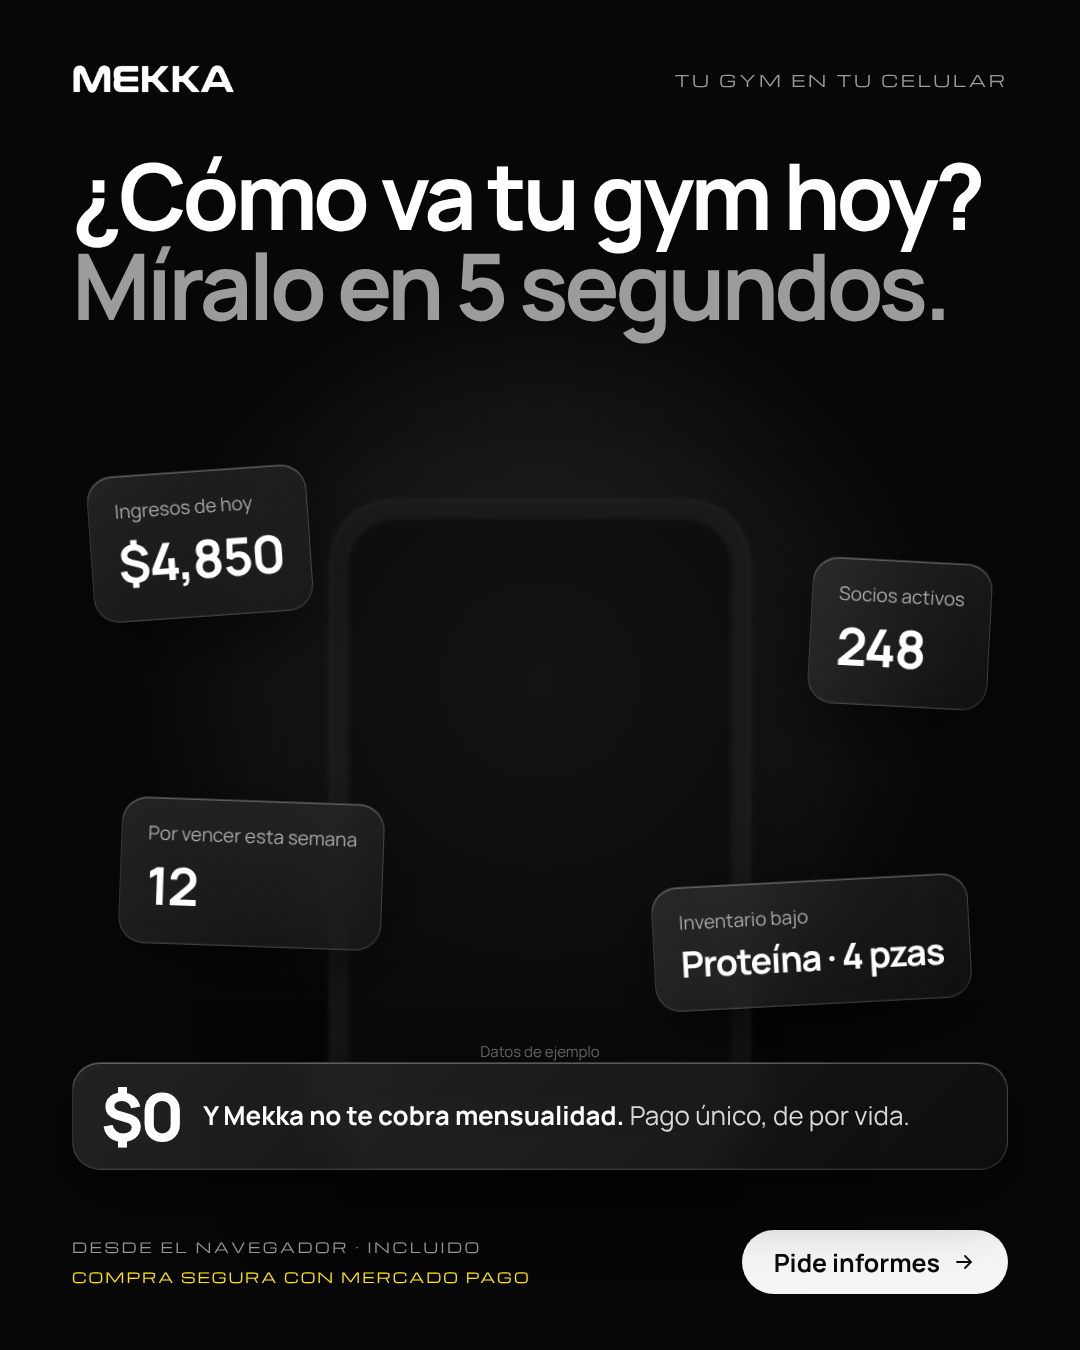 MEKKA
TU GYM EN TU CELULAR
¿Cómo va tu gym hoy?
Míralo en 5 segundos.
Ingresos de hoy
$4,850
Socios activos
248
Por vencer esta semana
12
Inventario bajo
Proteína · 4 pzas
Datos de ejemplo
$0 Y Mekka no te cobra mensualidad. Pago único, de por vida.
DESDE EL NAVEGADOR · INCLUIDO
COMPRA SEGURA CON MERCADO PAGO
Pide informes →